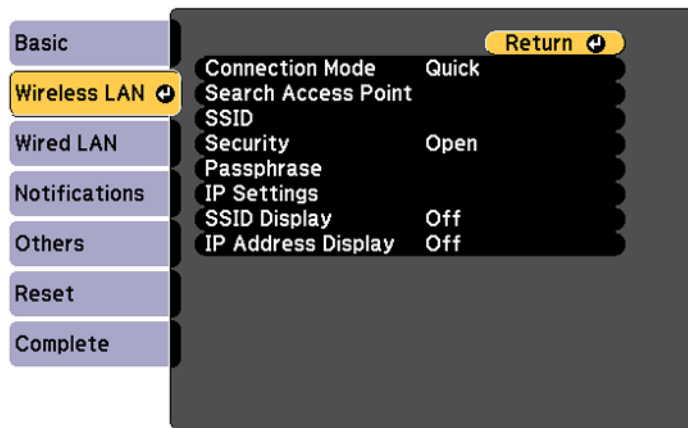 Basic
Wireless LAN
Wired LAN
Notifications
Others
Reset
Complete
Return
Connection Mode Quick
Search Access Point
SSID
Security Open
Passphrase
IP Settings
SSID Display Off
IP Address Display Off